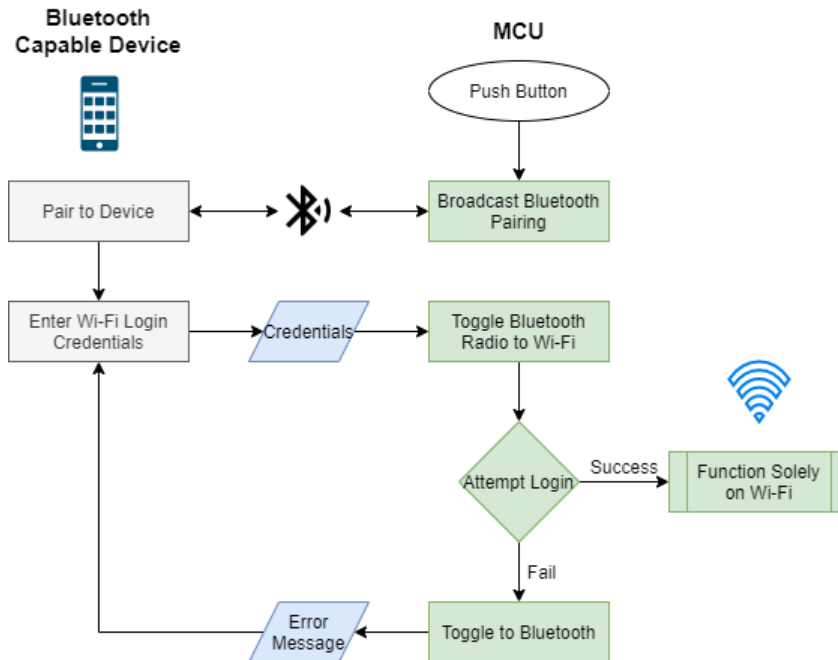 Bluetooth
Capable Device
MCU
Push Button
Pair to Device
Broadcast Bluetooth
Pairing
Enter Wi-Fi Login
Credentials
Credentials
Toggle Bluetooth
Radio to Wi-Fi
Attempt Login
Success
Function Solely
on Wi-Fi
Fail
Error
Message
Toggle to Bluetooth